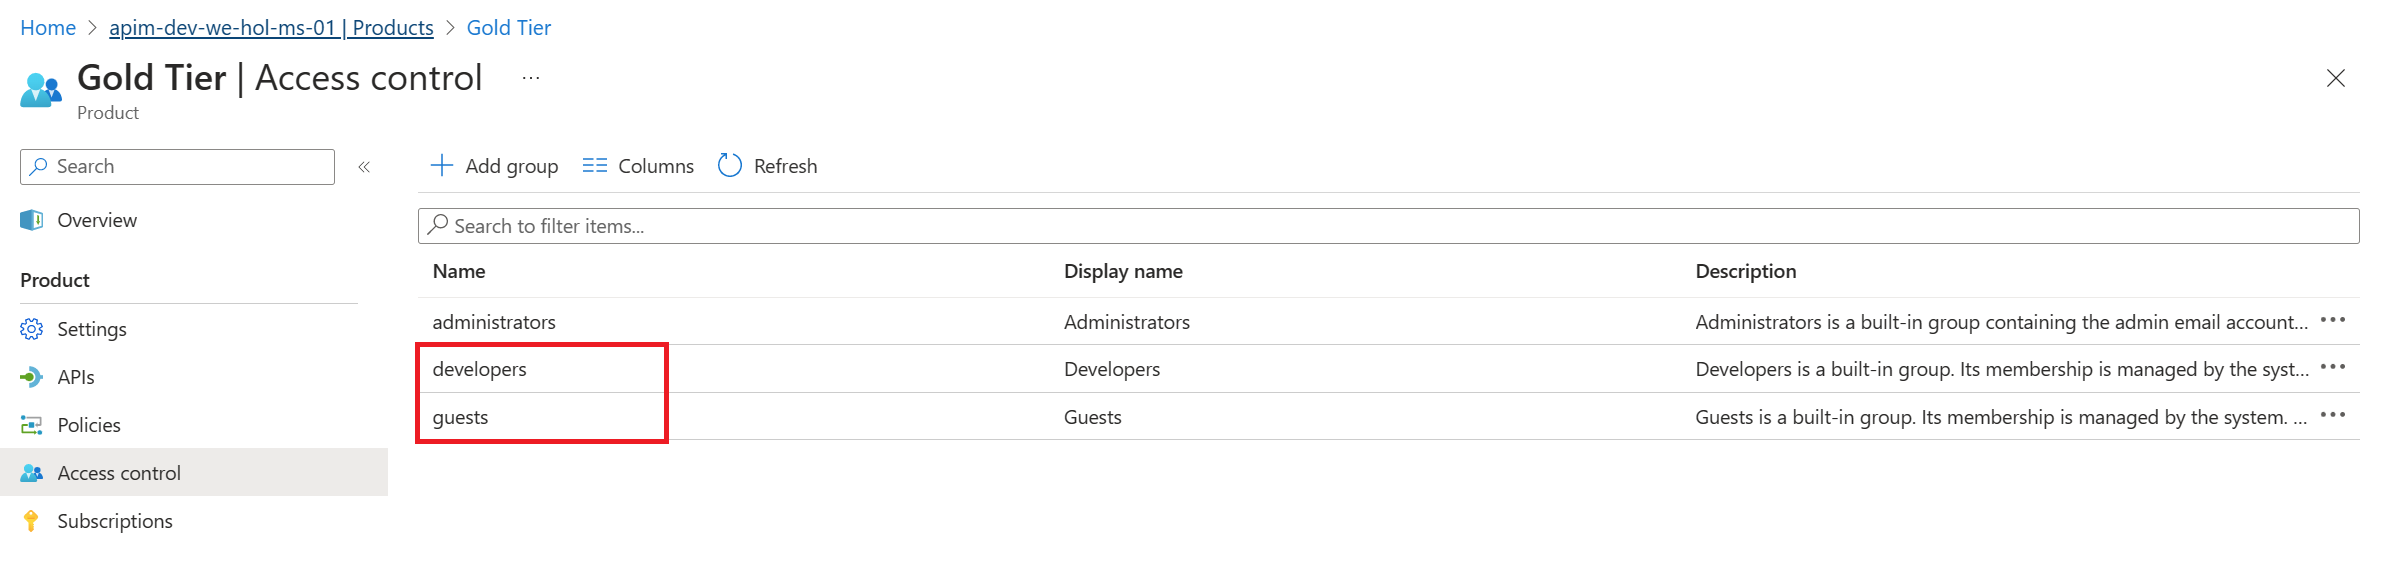 Home > apim-dev-we-hol-ms-01 | Products > Gold Tier
Gold Tier | Access control ...
Product
Search «
Add group Columns Refresh
Overview
Search to filter items...
Product
Settings
APIs
Policies
Access control
Subscriptions
Name Display name Description
administrators Administrators Administrators is a built-in group containing the admin email account... •••
developers Developers Developers is a built-in group. Its membership is managed by the syst... •••
guests Guests Guests is a built-in group. Its membership is managed by the system. ... •••